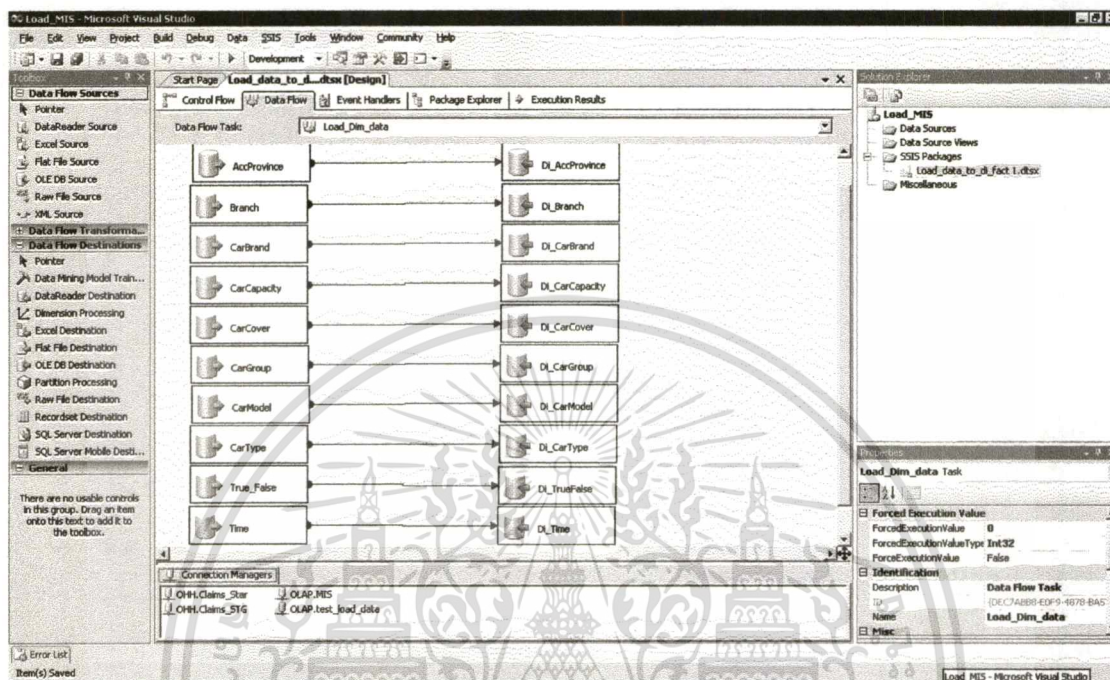 Load_MIS - Microsoft Visual Studio
File Edit View Project Build Debug Data SSIS Tools Window Community Help
Development
Toolbox
Data Flow Sources
Pointer
DataReader Source
Excel Source
Flat File Source
OLE DB Source
Raw File Source
XML Source
Data Flow Transforma...
Data Flow Destinations
Pointer
Data Mining Model Train...
DataReader Destination
Dimension Processing
Excel Destination
Flat File Destination
OLE DB Destination
Partition Processing
Raw File Destination
Recordset Destination
SQL Server Destination
SQL Server Mobile Desti...
General
There are no usable controls
in this group. Drag an item
onto this text to add it to
the toolbox.
Start Page Load_data_to_d....dtsx [Design]
Control Flow Data Flow Event Handlers Package Explorer Execution Results
Data Flow Task: Load_Dim_data
AccProvince Di_AccProvince
Branch Di_Branch
CarBrand Di_CarBrand
CarCapacity Di_CarCapacity
CarCover Di_CarCover
CarGroup Di_CarGroup
CarModel Di_CarModel
CarType Di_CarType
True_False Di_TrueFalse
Time Di_Time
Connection Managers
OHH.Claims_Star OLAP.MIS
OHH.Claims_STG OLAP.test_load_data
Solution Explorer
Load_MIS
Data Sources
Data Source Views
SSIS Packages
Load_data_to_di_fact 1.dtsx
Miscellaneous
Properties
Load_Dim_data Task
Forced Execution Value
ForcedExecutionValue 0
ForcedExecutionValueType Int32
ForceExecutionValue False
Identification
Description Data Flow Task
ID
Name Load_Dim_data
Misc
Error List
Item(s) Saved
Load_MIS - Microsoft Visual Studio